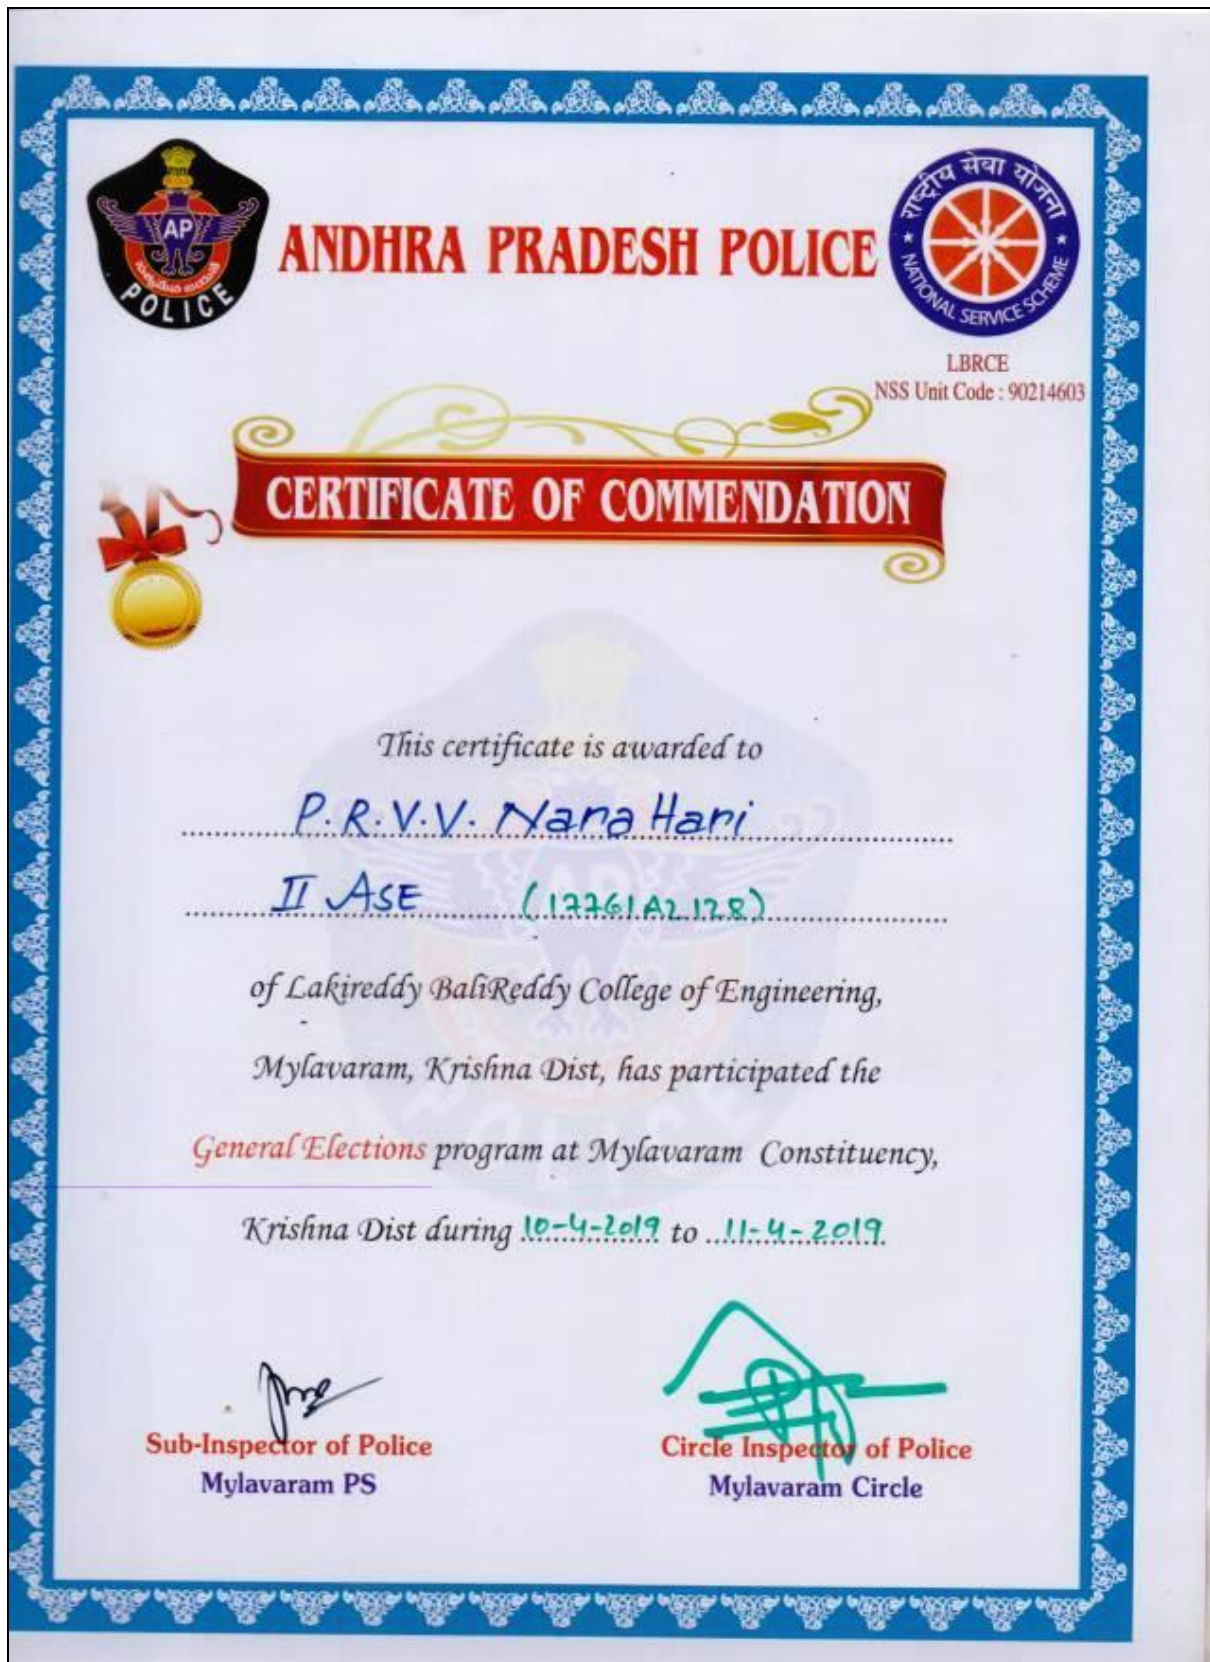 ANDHRA PRADESH POLICE
AP
POLICE
राष्ट्रीय सेवा योजना
NATIONAL SERVICE SCHEME
LBRCE
NSS Unit Code : 90214603
CERTIFICATE OF COMMENDATION
This certificate is awarded to
P.R.V.V. Nara Hari
II ASE (17761A2128)
of Lakireddy BaliReddy College of Engineering,
Mylavaram, Krishna Dist, has participated the
General Elections program at Mylavaram Constituency,
Krishna Dist during 10-4-2019 to 11-4-2019
Sub-Inspector of Police
Mylavaram PS
Circle Inspector of Police
Mylavaram Circle